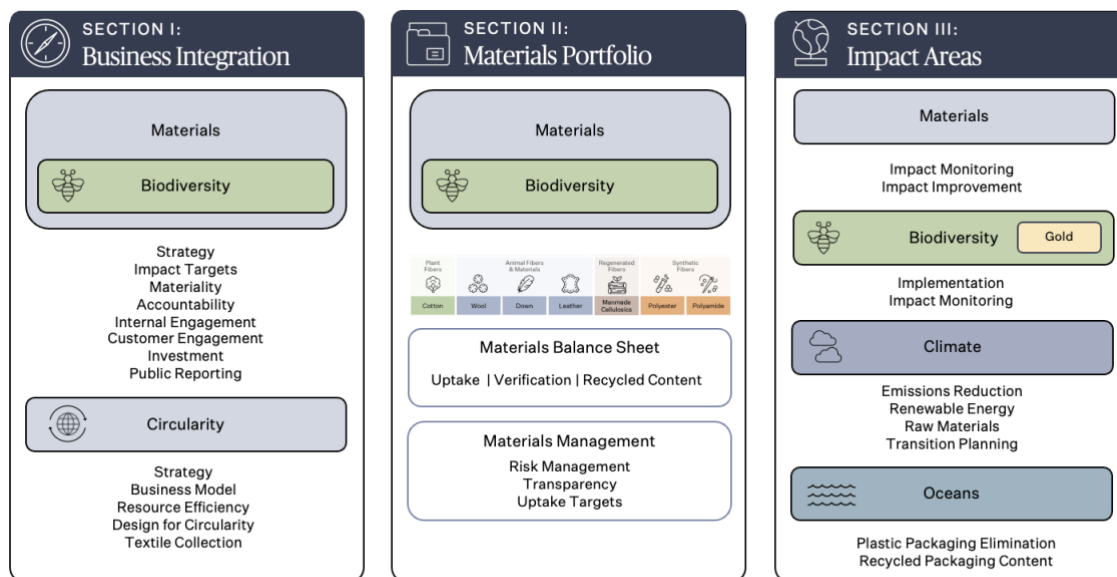 SECTION I:
Business Integration
Materials
Biodiversity
Strategy
Impact Targets
Materiality
Accountability
Internal Engagement
Customer Engagement
Investment
Public Reporting
Circularity
Strategy
Business Model
Resource Efficiency
Design for Circularity
Textile Collection
SECTION II:
Materials Portfolio
Materials
Biodiversity
Plant
Fibers
Animal Fibers
& Materials
Regenerated
Fibers
Synthetic
Fibers
Cotton
Wool
Down
Leather
Manmade
Cellulosics
Polyester
Polyamide
Materials Balance Sheet
Uptake | Verification | Recycled Content
Materials Management
Risk Management
Transparency
Uptake Targets
SECTION III:
Impact Areas
Materials
Impact Monitoring
Impact Improvement
Biodiversity
Gold
Implementation
Impact Monitoring
Climate
Emissions Reduction
Renewable Energy
Raw Materials
Transition Planning
Oceans
Plastic Packaging Elimination
Recycled Packaging Content